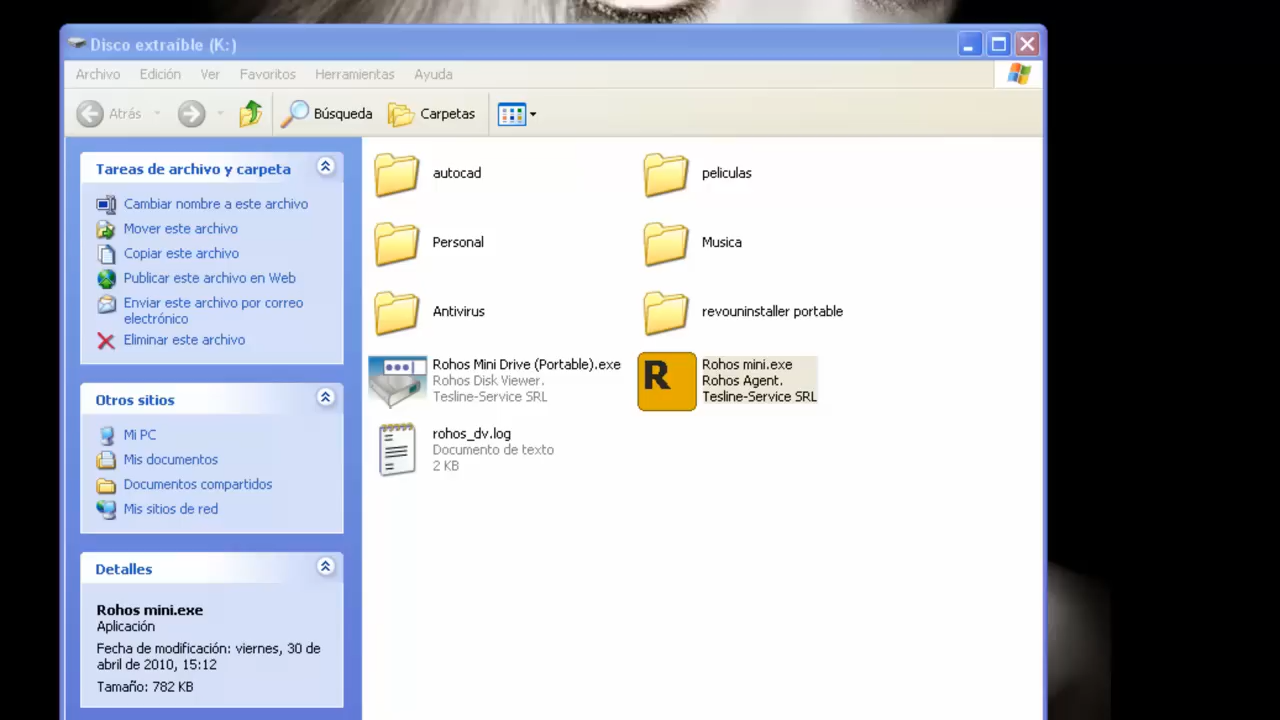 Disco extraíble (K:)
Archivo Edición Ver Favoritos Herramientas Ayuda
Atrás Búsqueda Carpetas
Tareas de archivo y carpeta
Cambiar nombre a este archivo
Mover este archivo
Copiar este archivo
Publicar este archivo en Web
Enviar este archivo por correo
electrónico
Eliminar este archivo
Otros sitios
Mi PC
Mis documentos
Documentos compartidos
Mis sitios de red
Detalles
Rohos mini.exe
Aplicación
Fecha de modificación: viernes, 30 de
abril de 2010, 15:12
Tamaño: 782 KB
autocad
peliculas
Personal
Musica
Antivirus
revouninstaller portable
Rohos Mini Drive (Portable).exe
Rohos Disk Viewer.
Tesline-Service SRL
R
Rohos mini.exe
Rohos Agent.
Tesline-Service SRL
rohos_dv.log
Documento de texto
2 KB